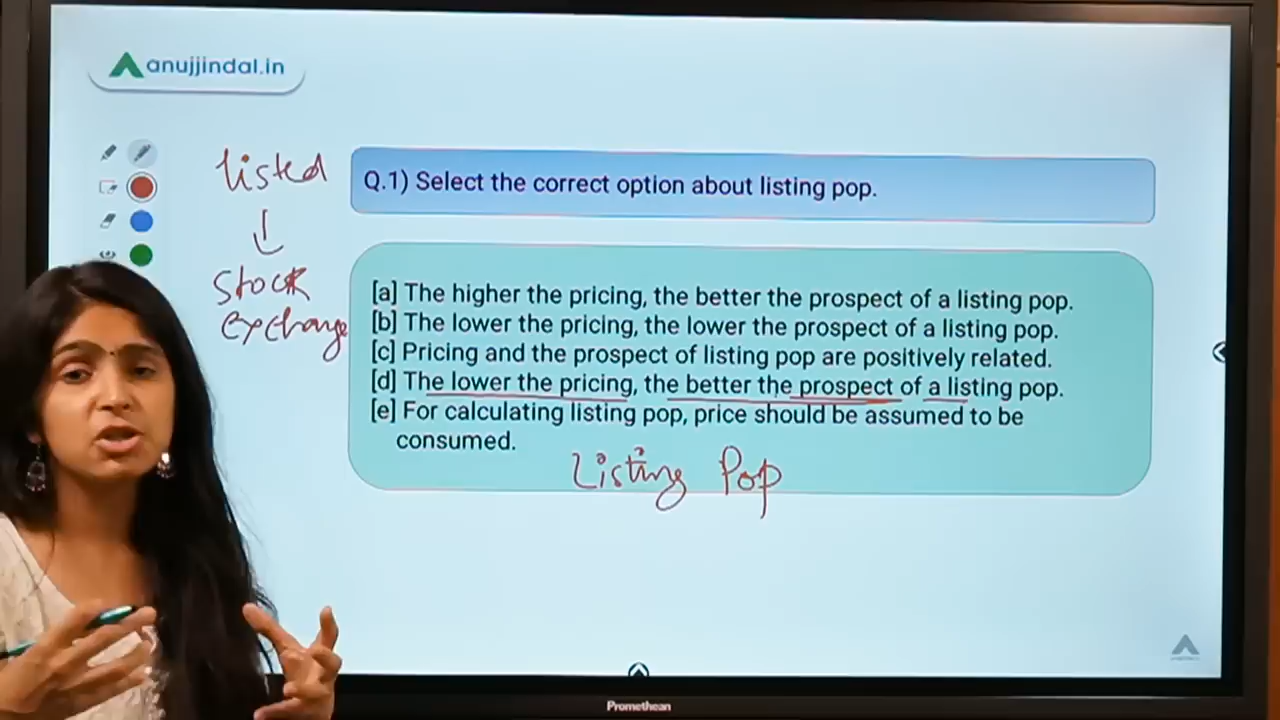 anujjindal.in
listed
stock
exchange
Q.1) Select the correct option about listing pop.
[a] The higher the pricing, the better the prospect of a listing pop.
[b] The lower the pricing, the lower the prospect of a listing pop.
[c] Pricing and the prospect of listing pop are positively related.
[d] The lower the pricing, the better the prospect of a listing pop.
[e] For calculating listing pop, price should be assumed to be
consumed.
Listing Pop
Promethean